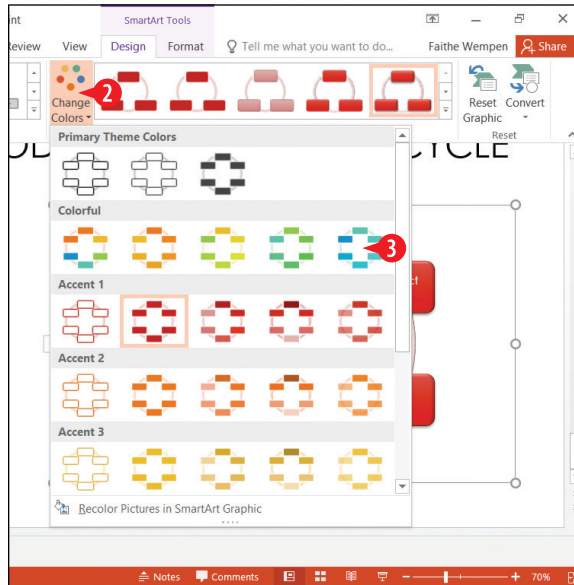 nt
SmartArt Tools
Review View Design Format Tell me what you want to do... Faithe Wempen Share
Change
Colors
2
Reset
Graphic
Convert
Reset
Primary Theme Colors
CYCLE
Colorful
3
ct
Accent 1
Accent 2
Accent 3
Recolor Pictures in SmartArt Graphic
Notes Comments 70%